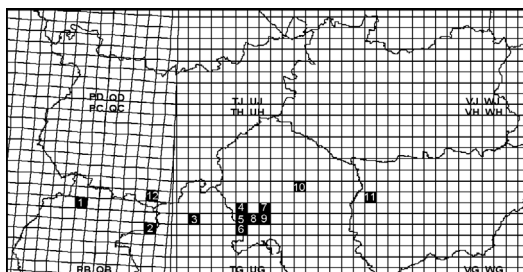 PD QD TJ UJ VJ WJ
PC QC TH UH VH WH
10
12 11
1 4 7
3 5 8 9
2 6
PB QB TG UG VG WG